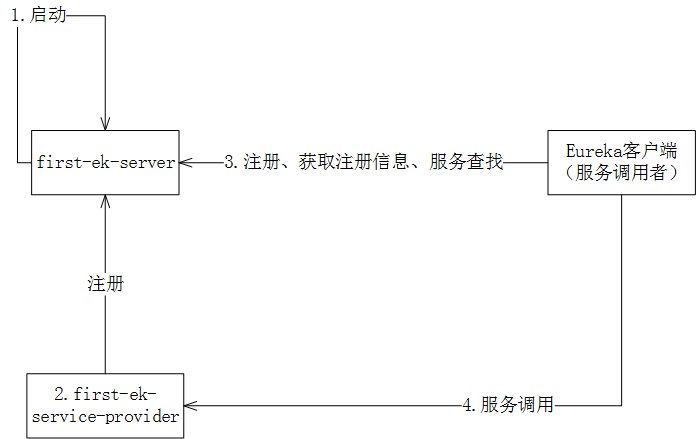 1.启动
first-ek-server
3.注册、获取注册信息、服务查找
Eureka客户端
（服务调用者）
注册
2.first-ek-
service-provider
4.服务调用